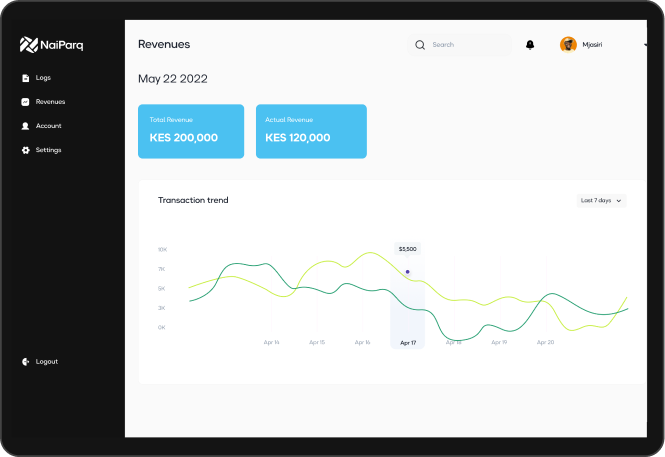 NaiParq
Logs
Revenues
Account
Settings
Logout
Revenues
Search
Mjosiri
May 22 2022
Total Revenue
KES 200,000
Actual Revenue
KES 120,000
Transaction trend
Last 7 days
$5,500
10K
7K
5K
3K
0K
Apr 14
Apr 15
Apr 16
Apr 17
Apr 18
Apr 19
Apr 20